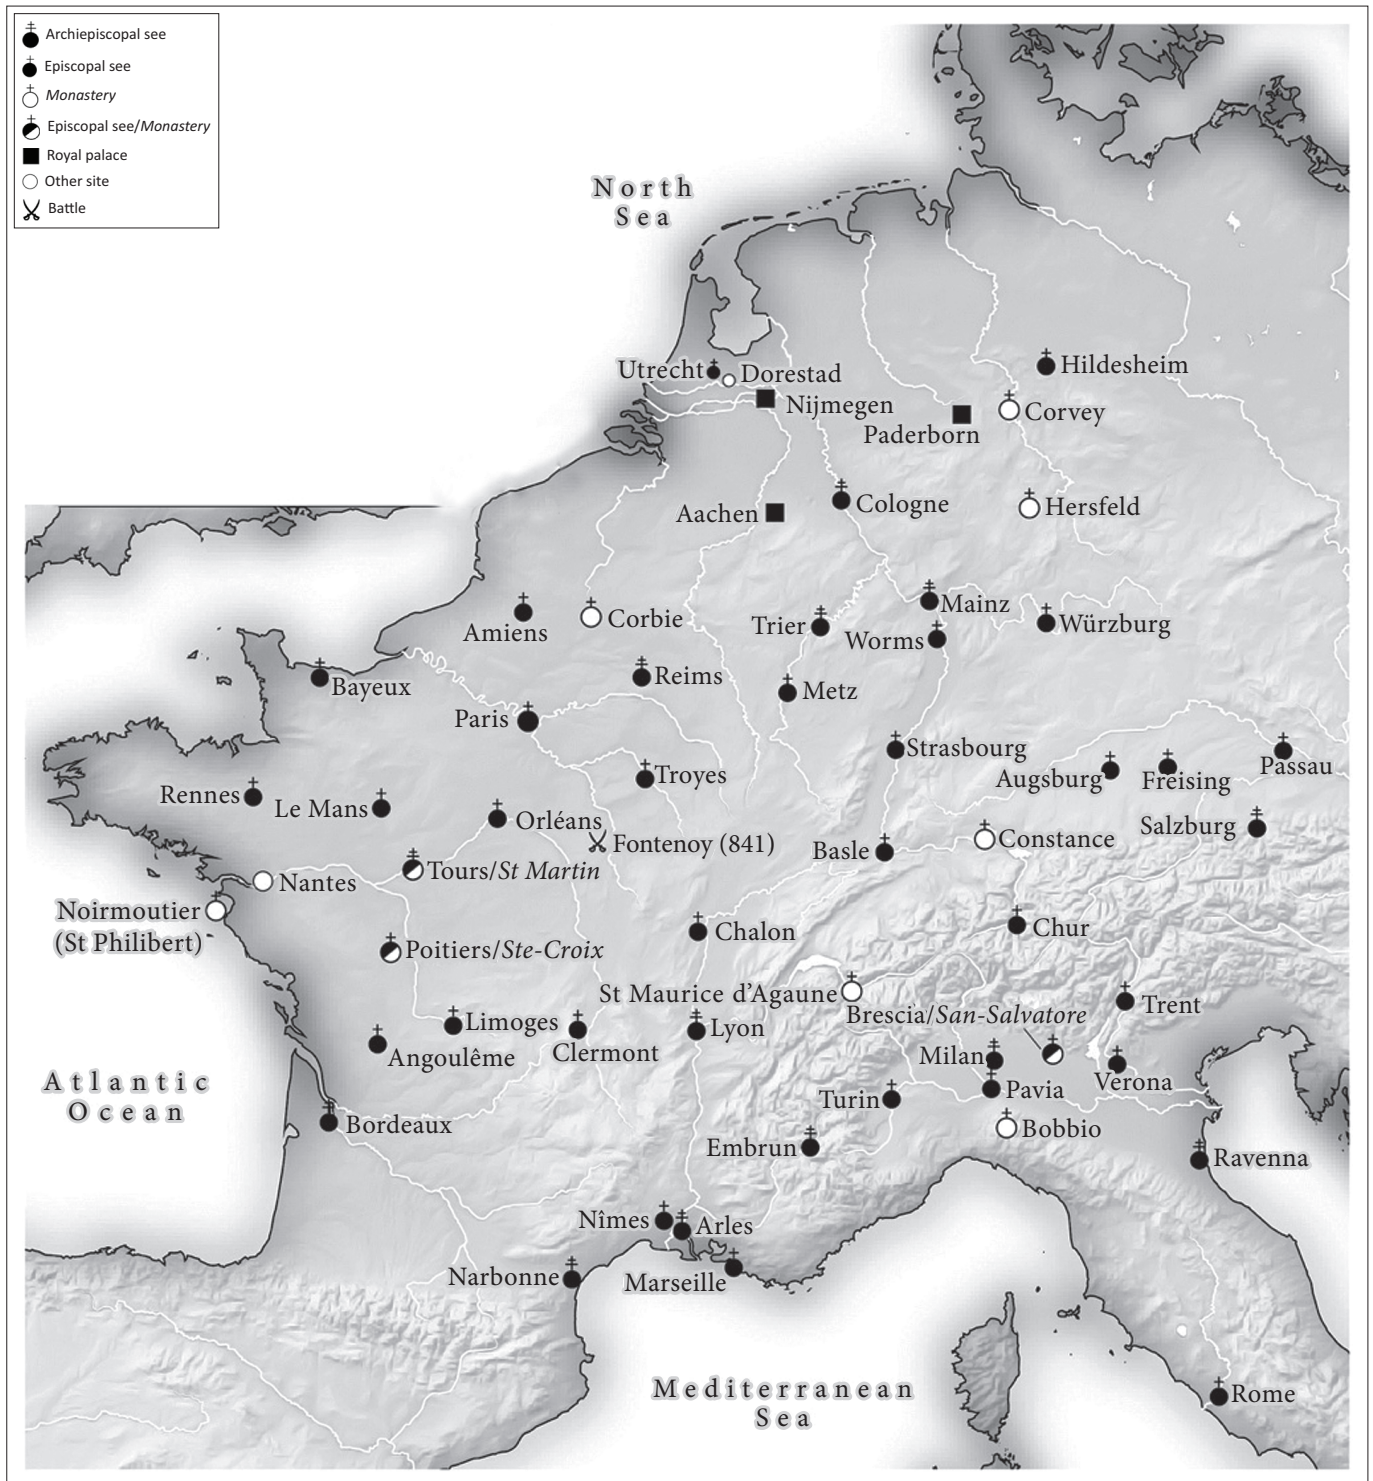 Archiepiscopal see
Episcopal see
Monastery
Episcopal see/Monastery
Royal palace
Other site
Battle
North
Sea
Utrecht
Dorestad
Nijmegen
Hildesheim
Corvey
Paderborn
Aachen
Cologne
Hersfeld
Amiens
Corbie
Trier
Mainz
Worms
Würzburg
Bayeux
Reims
Metz
Paris
Strasbourg
Troyes
Augsburg
Freising
Passau
Rennes
Le Mans
Orléans
Fontenoy (841)
Basle
Constance
Salzburg
Tours/St Martin
Nantes
Noirmoutier
(St Philibert)
Chalon
Chur
Poitiers/Ste-Croix
St Maurice d'Agaune
Trent
Brescia/San-Salvatore
Limoges
Angoulême
Clermont
Lyon
Milan
Verona
Atlantic
Ocean
Pavia
Turin
Bordeaux
Bobbio
Embrun
Ravenna
Nîmes
Arles
Narbonne
Marseille
Mediterranean
Sea
Rome